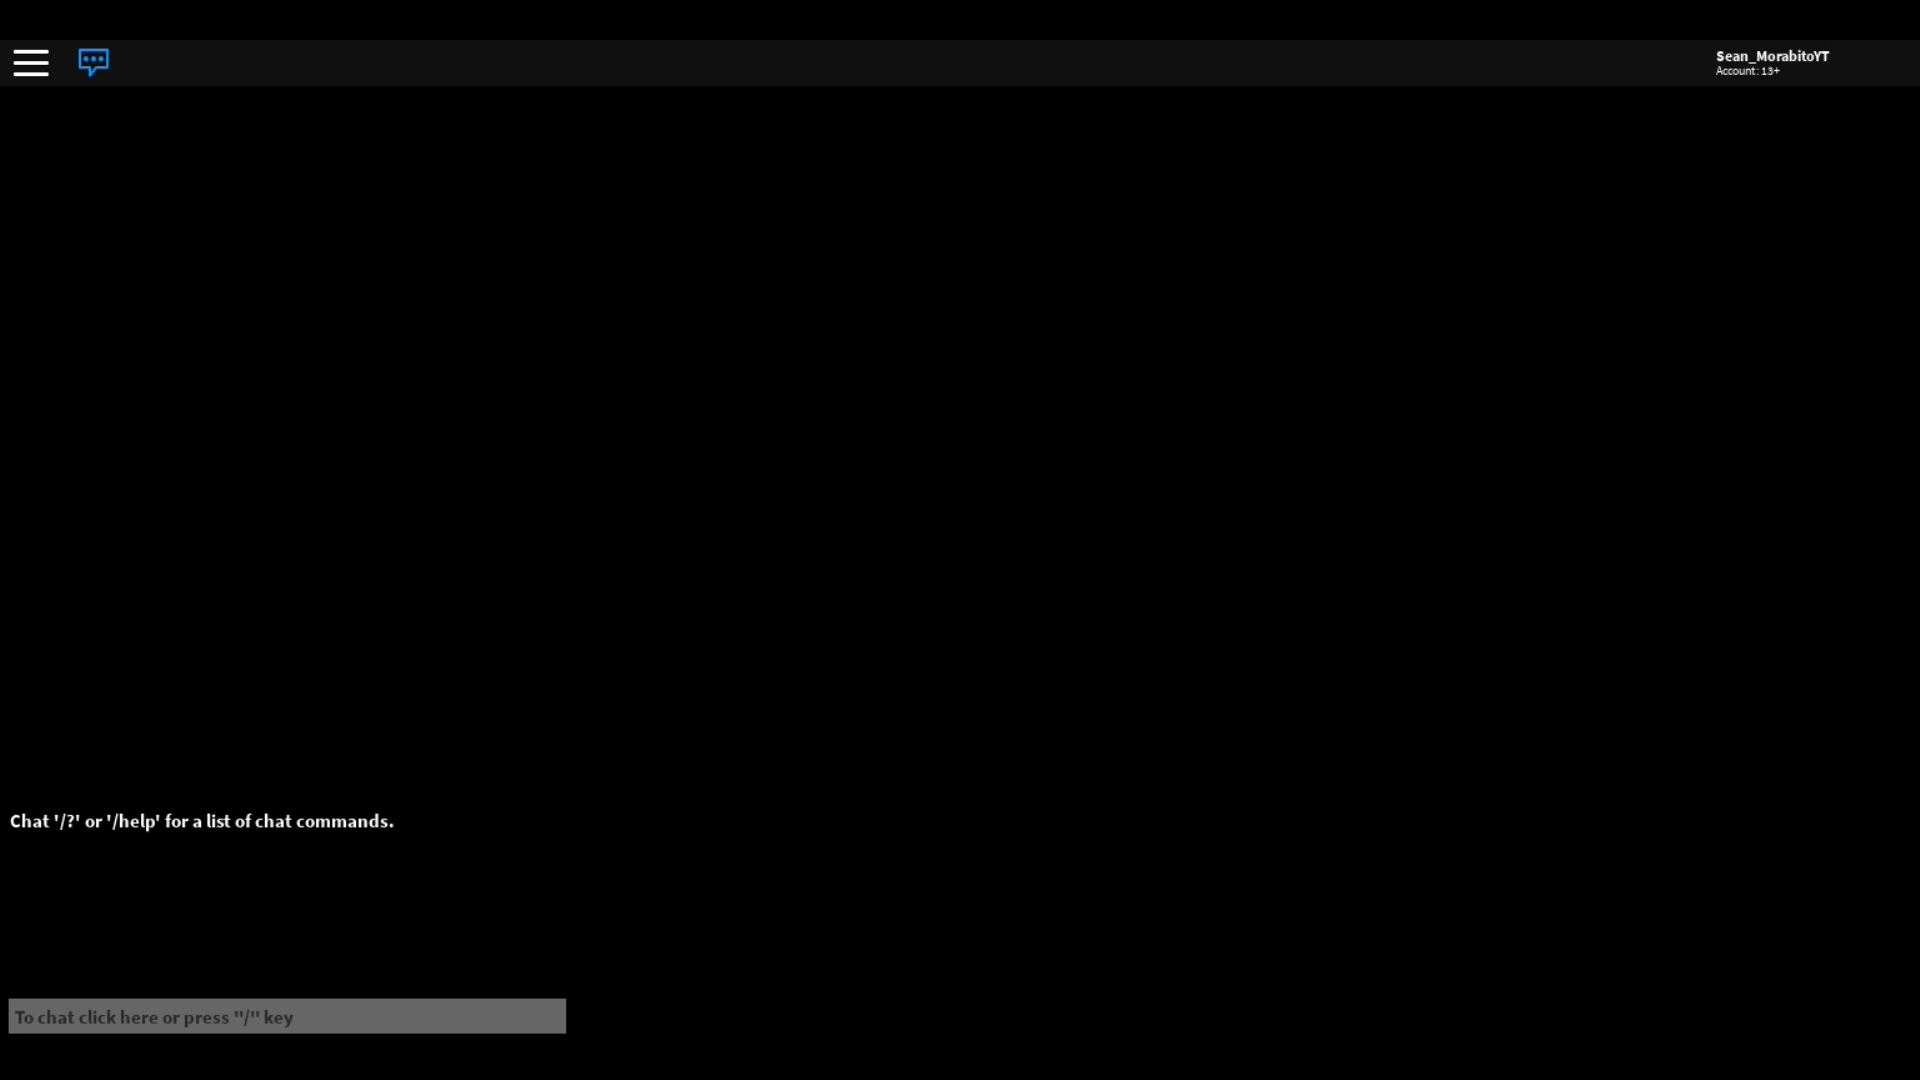 Sean_MorabitoYT
Account: 13+
Chat '/?' or '/help' for a list of chat commands.
To chat click here or press "/" key